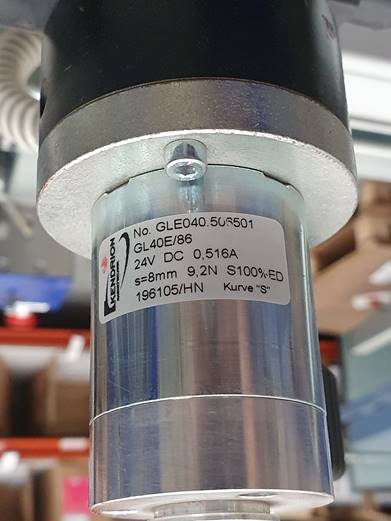 KENDRION
No. GLE040.506501
GL40E/86
24V DC 0,516A
s=8mm 9,2N S100%ED
196105/HN Kurve "S"